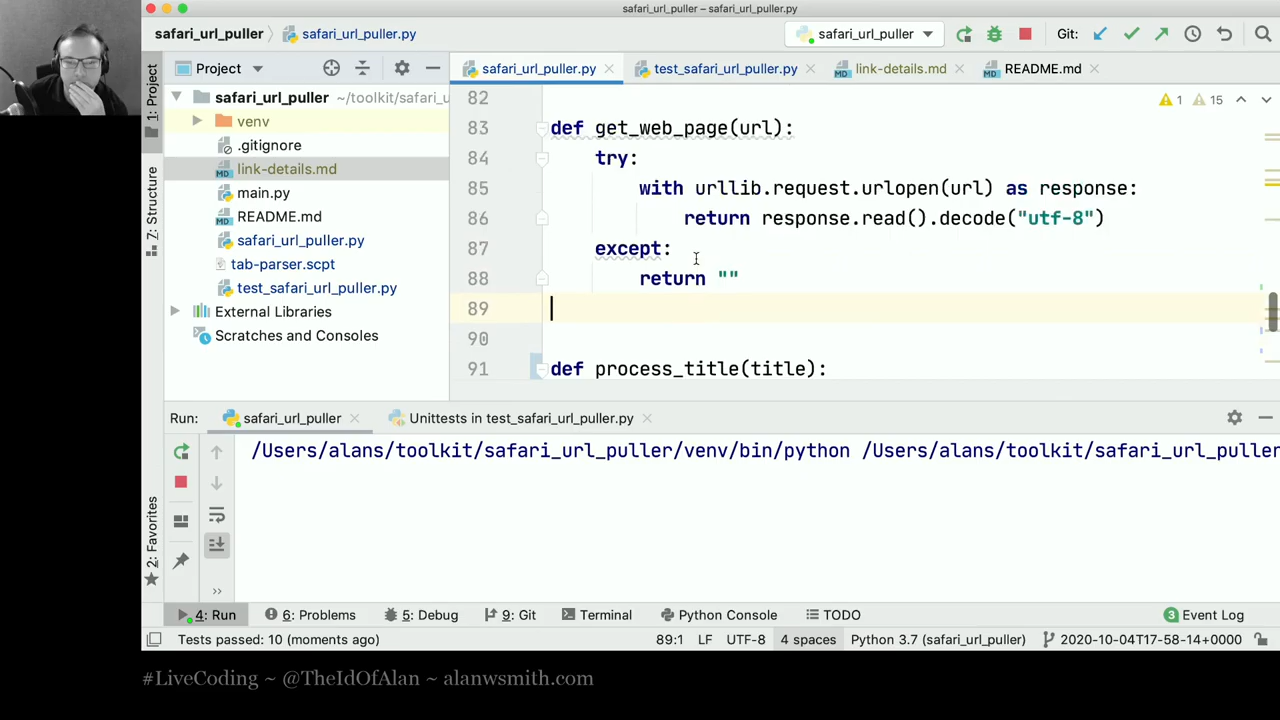 safari_url_puller – safari_url_puller.py
safari_url_puller
safari_url_puller.py
safari_url_puller
Git:
1: Project
Project
safari_url_puller.py
test_safari_url_puller.py
link-details.md
README.md
safari_url_puller ~/toolkit/safari_u
venv
.gitignore
link-details.md
main.py
README.md
safari_url_puller.py
tab-parser.scpt
test_safari_url_puller.py
External Libraries
Scratches and Consoles
Z: Structure
2: Favorites
1 15
82
83 def get_web_page(url):
84 try:
85 with urllib.request.urlopen(url) as response:
86 return response.read().decode("utf-8")
87 except:
88 return ""
89
90
91 def process_title(title):
Run:
safari_url_puller
Unittests in test_safari_url_puller.py
/Users/alans/toolkit/safari_url_puller/venv/bin/python /Users/alans/toolkit/safari_url_puller
4: Run
6: Problems
5: Debug
9: Git
Terminal
Python Console
TODO
3 Event Log
Tests passed: 10 (moments ago)
89:1
LF
UTF-8
4 spaces
Python 3.7 (safari_url_puller)
2020-10-04T17-58-14+0000
#LiveCoding ~ @TheIdOfAlan ~ alanwsmith.com